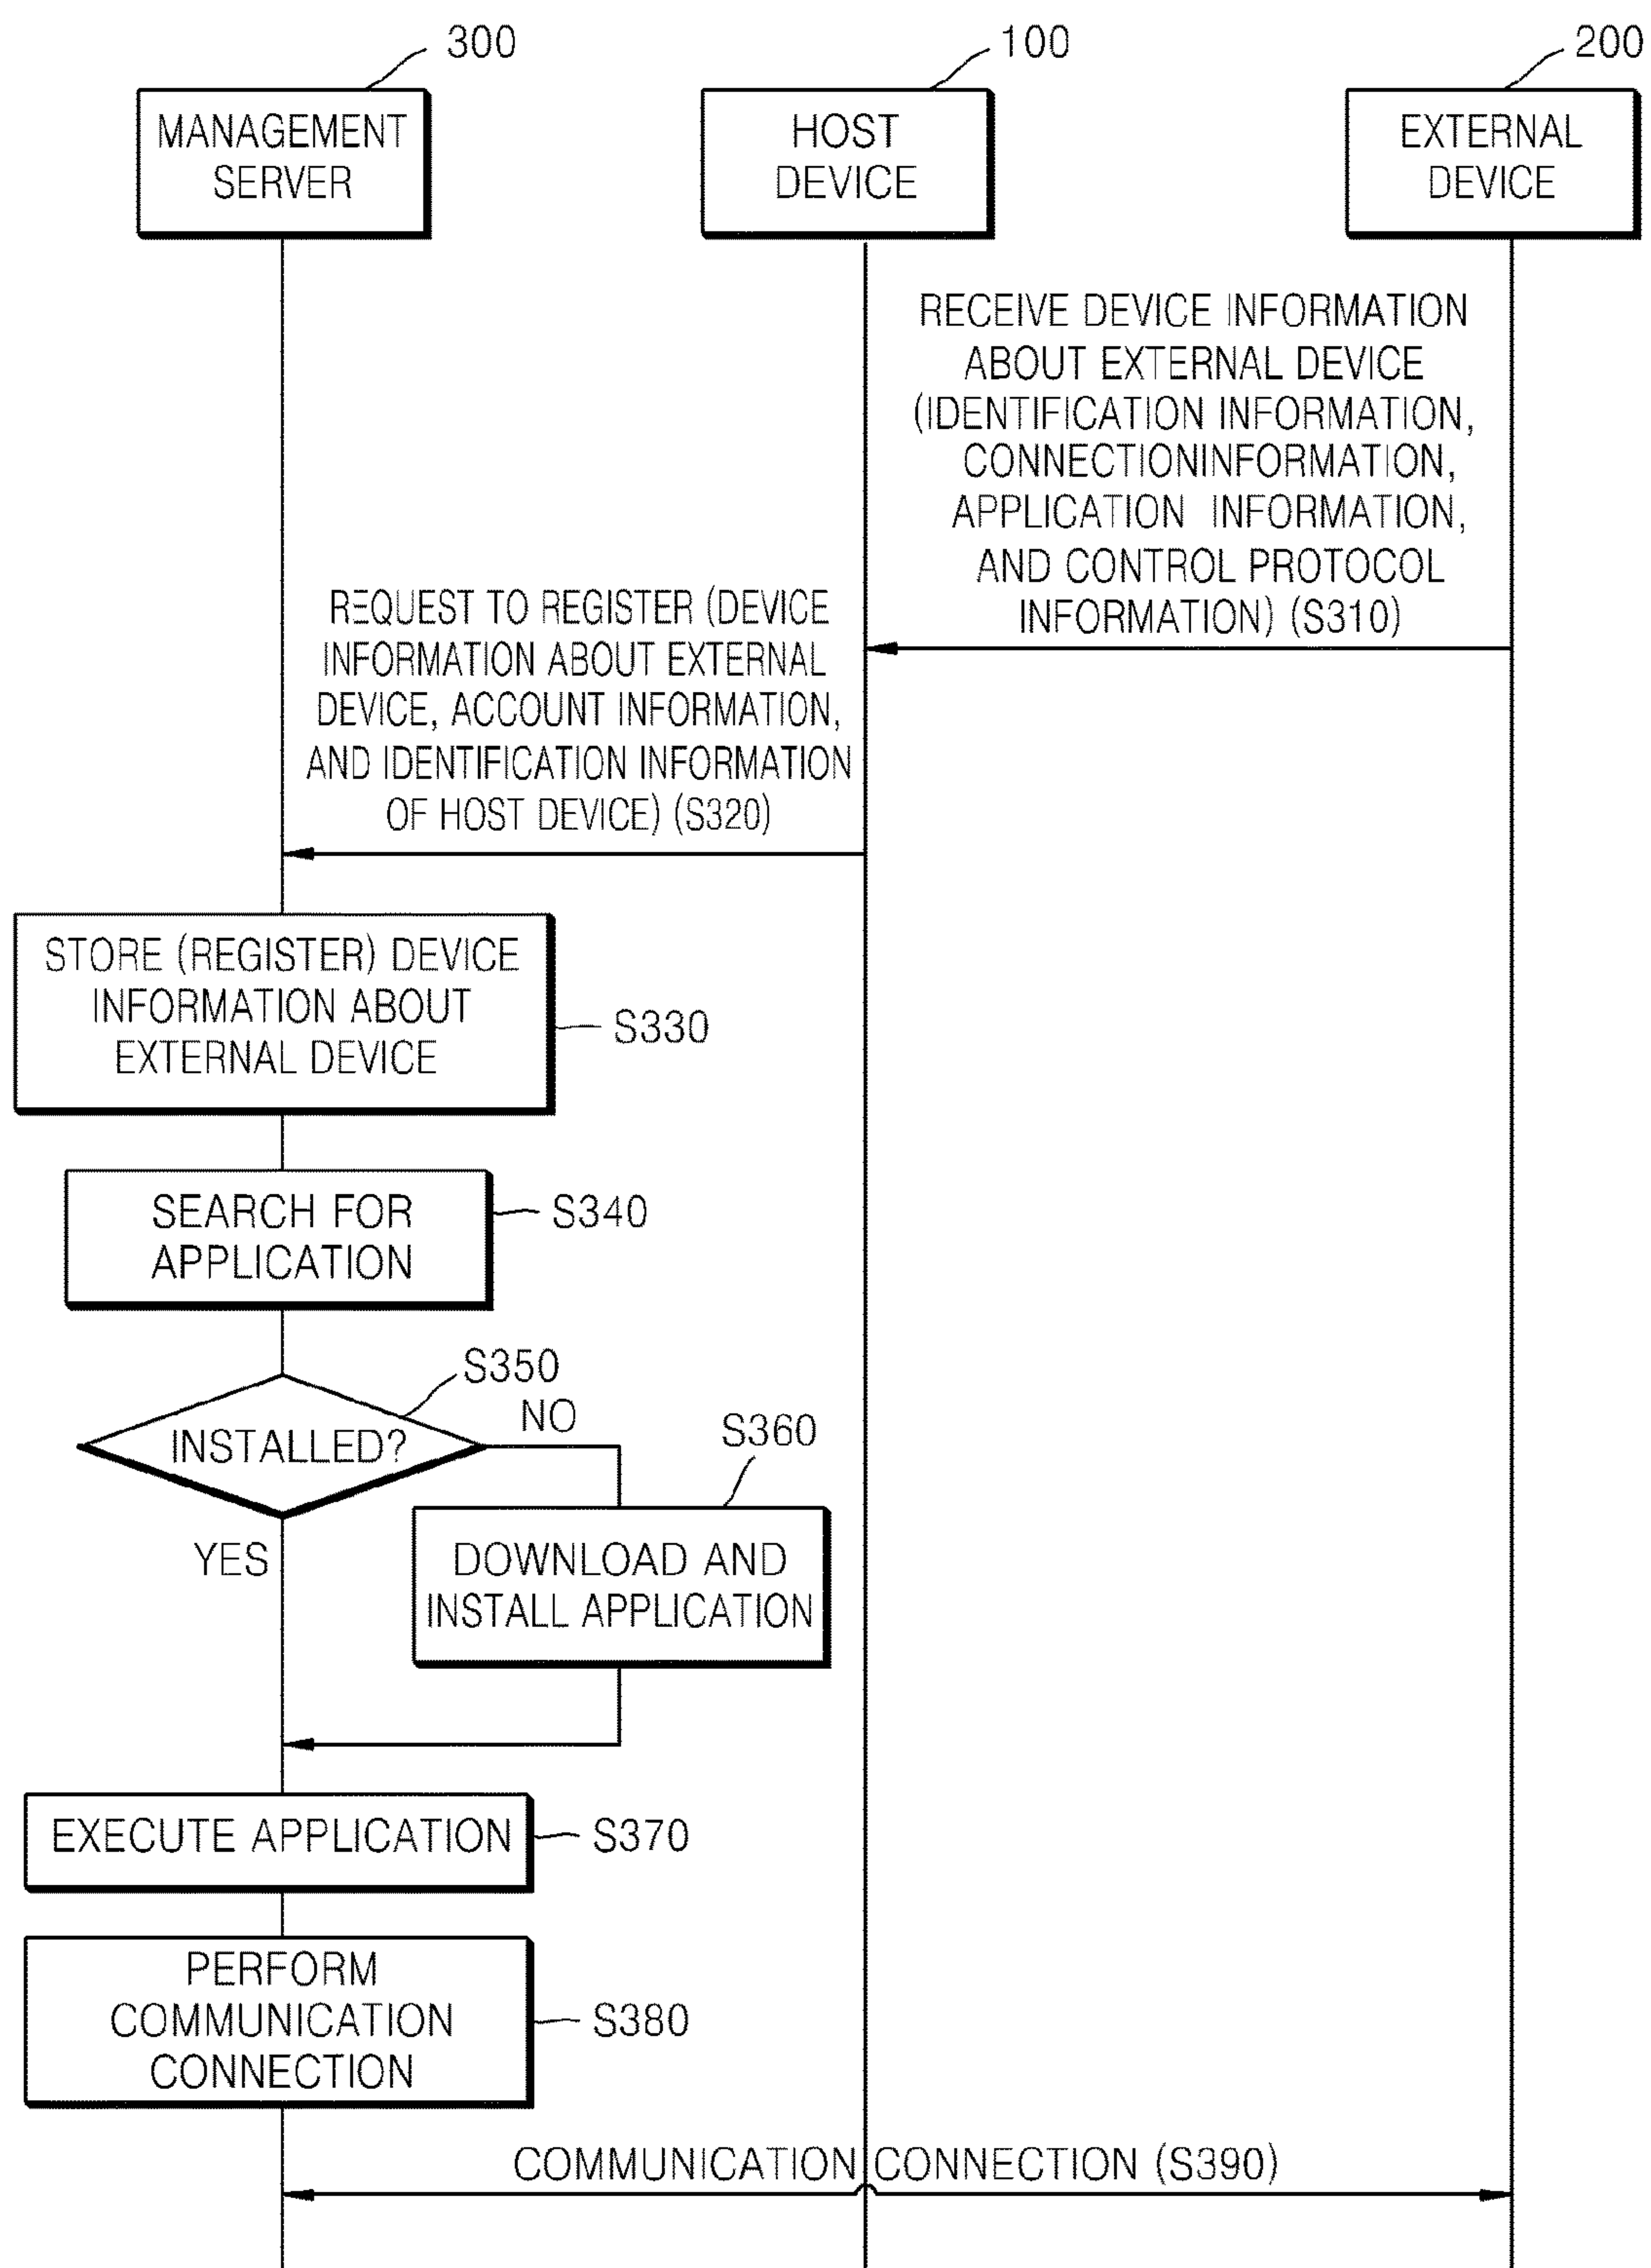 300
100
200
MANAGEMENT
SERVER
HOST
DEVICE
EXTERNAL
DEVICE
RECEIVE DEVICE INFORMATION
ABOUT EXTERNAL DEVICE
(IDENTIFICATION INFORMATION,
CONNECTIONINFORMATION,
APPLICATION INFORMATION,
AND CONTROL PROTOCOL
INFORMATION) (S310)
REQUEST TO REGISTER (DEVICE
INFORMATION ABOUT EXTERNAL
DEVICE, ACCOUNT INFORMATION,
AND IDENTIFICATION INFORMATION
OF HOST DEVICE) (S320)
STORE (REGISTER) DEVICE
INFORMATION ABOUT
EXTERNAL DEVICE
S330
SEARCH FOR
APPLICATION
S340
S350
INSTALLED?
NO
YES
S360
DOWNLOAD AND
INSTALL APPLICATION
EXECUTE APPLICATION
S370
PERFORM
COMMUNICATION
CONNECTION
S380
COMMUNICATION CONNECTION (S390)